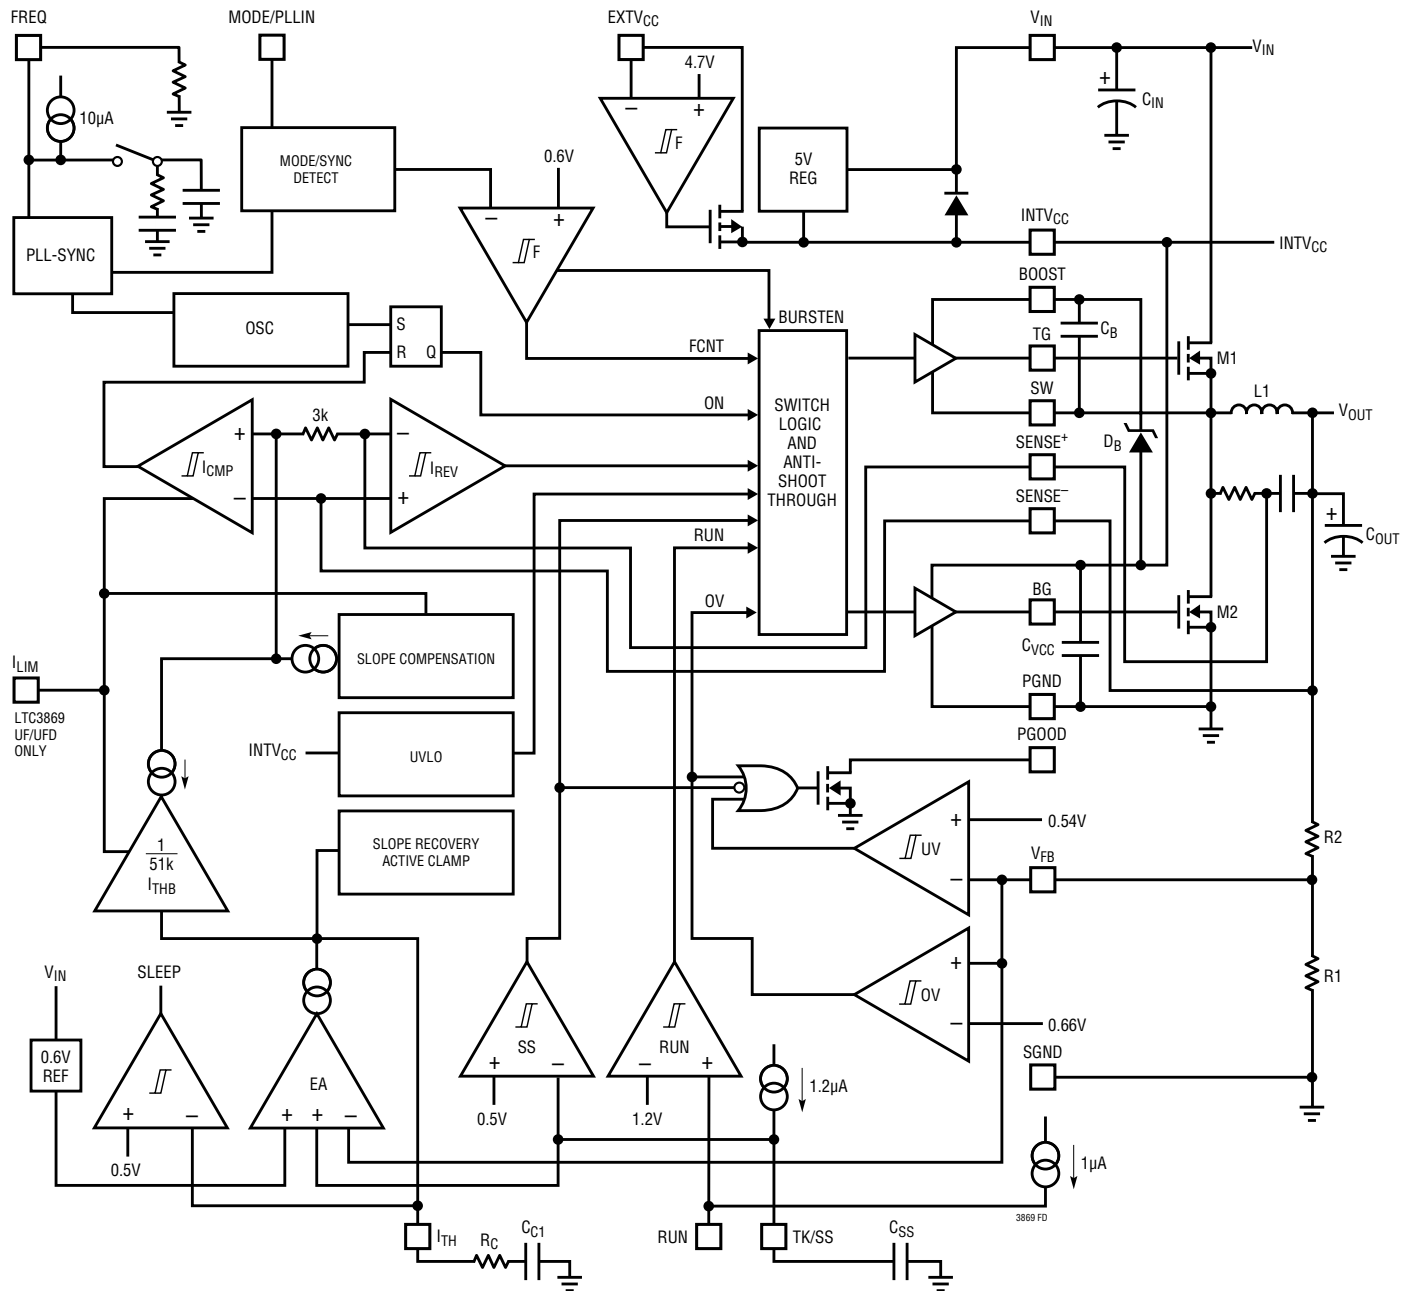 FREQ
MODE/PLLIN
EXTVCC
VIN
4.7V
VIN
+
CIN
10µA
MODE/SYNC
DETECT
0.6V
– +
F
5V
REG
– +
F
INTVCC
INTVCC
PLL-SYNC
OSC
S
R Q
BURSTEN
BOOST
CB
FCNT
TG
M1
ON
SWITCH
LOGIC
AND
ANTI-
SHOOT
THROUGH
SW
L1
VOUT
3k
+
–
ICMP
–
+
IREV
SENSE+
DB
SENSE–
RUN
+
COUT
OV
BG
M2
SLOPE COMPENSATION
CVCC
ILIM
LTC3869
UF/UFD
ONLY
PGND
INTVCC
UVLO
PGOOD
SLOPE RECOVERY
ACTIVE CLAMP
+
–
UV
0.54V
VFB
R2
1
51k
ITHB
+
–
OV
0.66V
R1
VIN
SLEEP
0.6V
REF
+ –
0.5V
EA
+ + –
SS
+ –
0.5V
RUN
– +
1.2V
1.2µA
SGND
1µA
3869 FD
ITH
RC
CC1
RUN
TK/SS
CSS